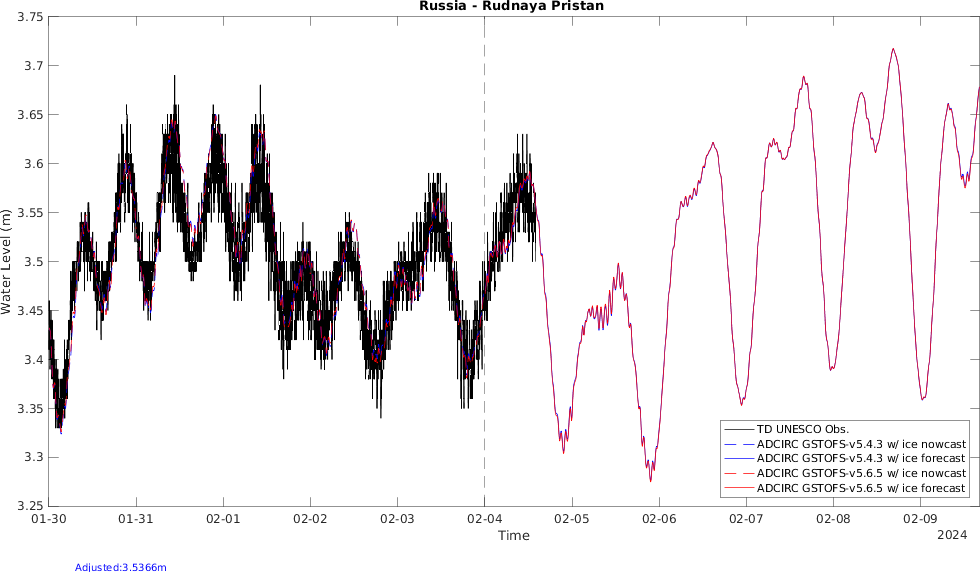 Russia - Rudnaya Pristan
3.75
3.7
3.65
3.6
3.55
3.5
3.45
3.4
3.35
3.3
3.25
Water Level (m)
01-30 01-31 02-01 02-02 02-03 02-04 02-05 02-06 02-07 02-08 02-09
Time
2024
TD UNESCO Obs.
ADCIRC GSTOFS-v5.4.3 w/ ice nowcast
ADCIRC GSTOFS-v5.4.3 w/ ice forecast
ADCIRC GSTOFS-v5.6.5 w/ ice nowcast
ADCIRC GSTOFS-v5.6.5 w/ ice forecast
Adjusted:3.5366m